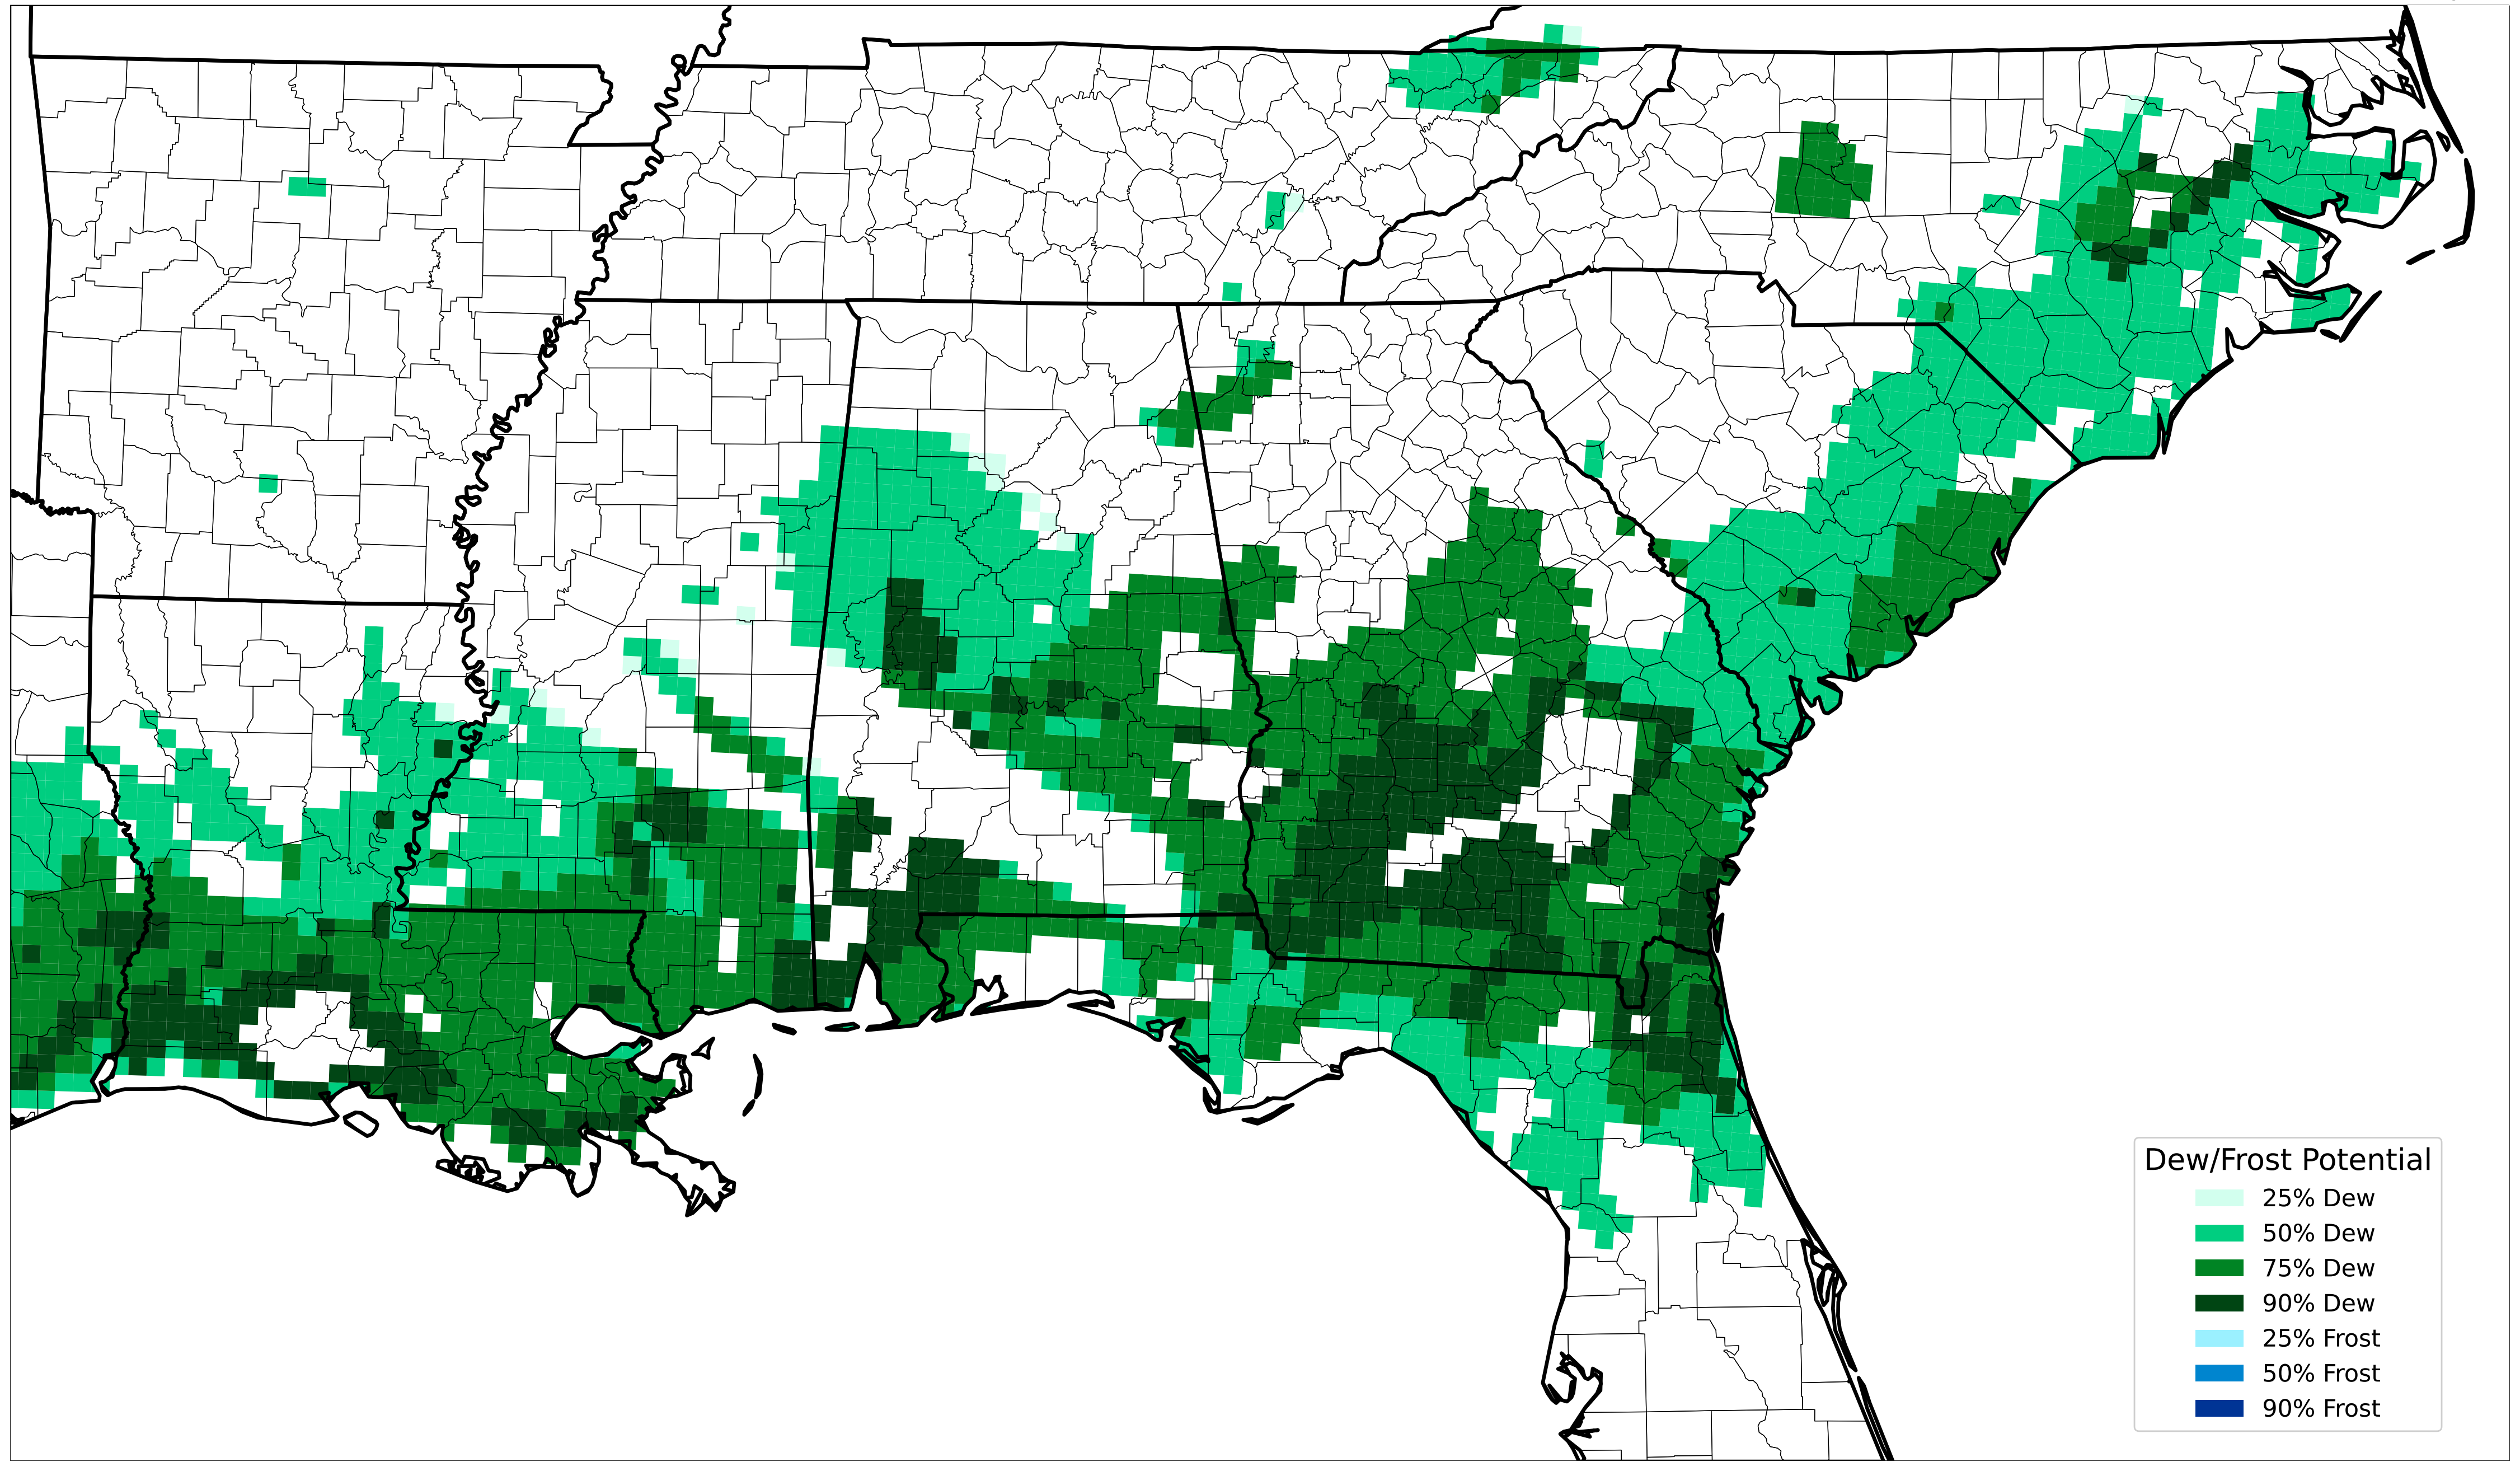 Dew/Frost Potential
25% Dew
50% Dew
75% Dew
90% Dew
25% Frost
50% Frost
90% Frost